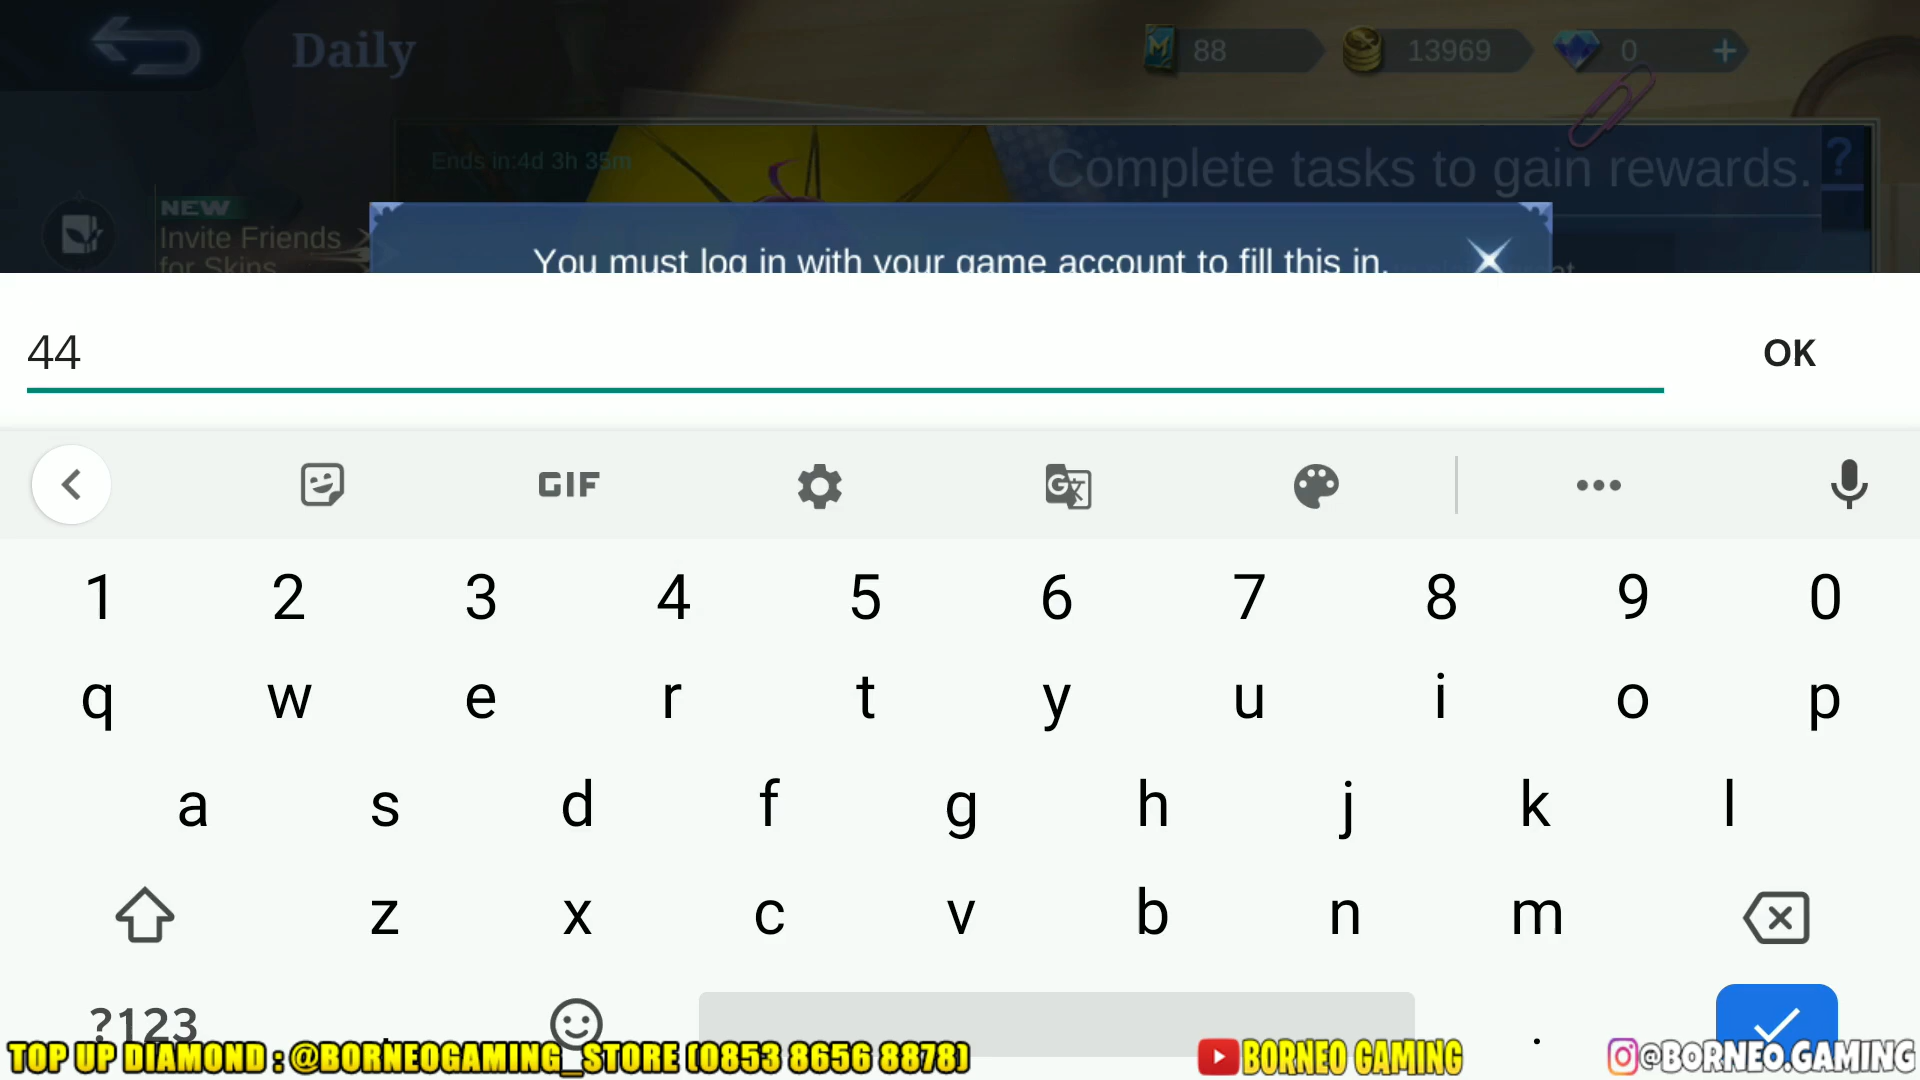 Daily
88
13969
0
+
Ends in:4d 3h 35m
Complete tasks to gain rewards.
?
NEW
Invite Friends
for Skins
You must log in with your game account to fill this in.
44
OK
GIF
1 2 3 4 5 6 7 8 9 0
q w e r t y u i o p
a s d f g h j k l
z x c v b n m
?123 , .
TOP UP DIAMOND : @BORNEOGAMING_STORE (0853 8656 8878)
BORNEO GAMING
@BORNEO.GAMING